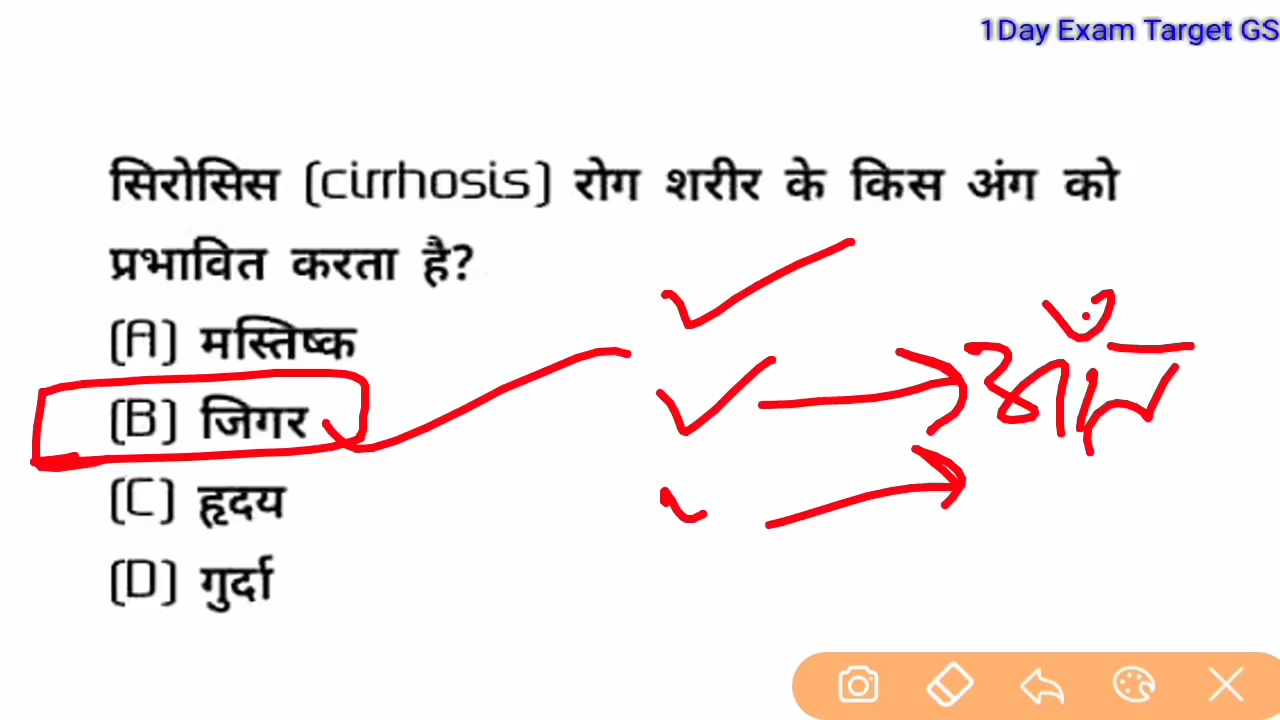 1Day Exam Target GS
सिरोसिस (cirrhosis) रोग शरीर के किस अंग को
प्रभावित करता है?
(A) मस्तिष्क
(B) जिगर
(C) हृदय
(D) गुर्दा